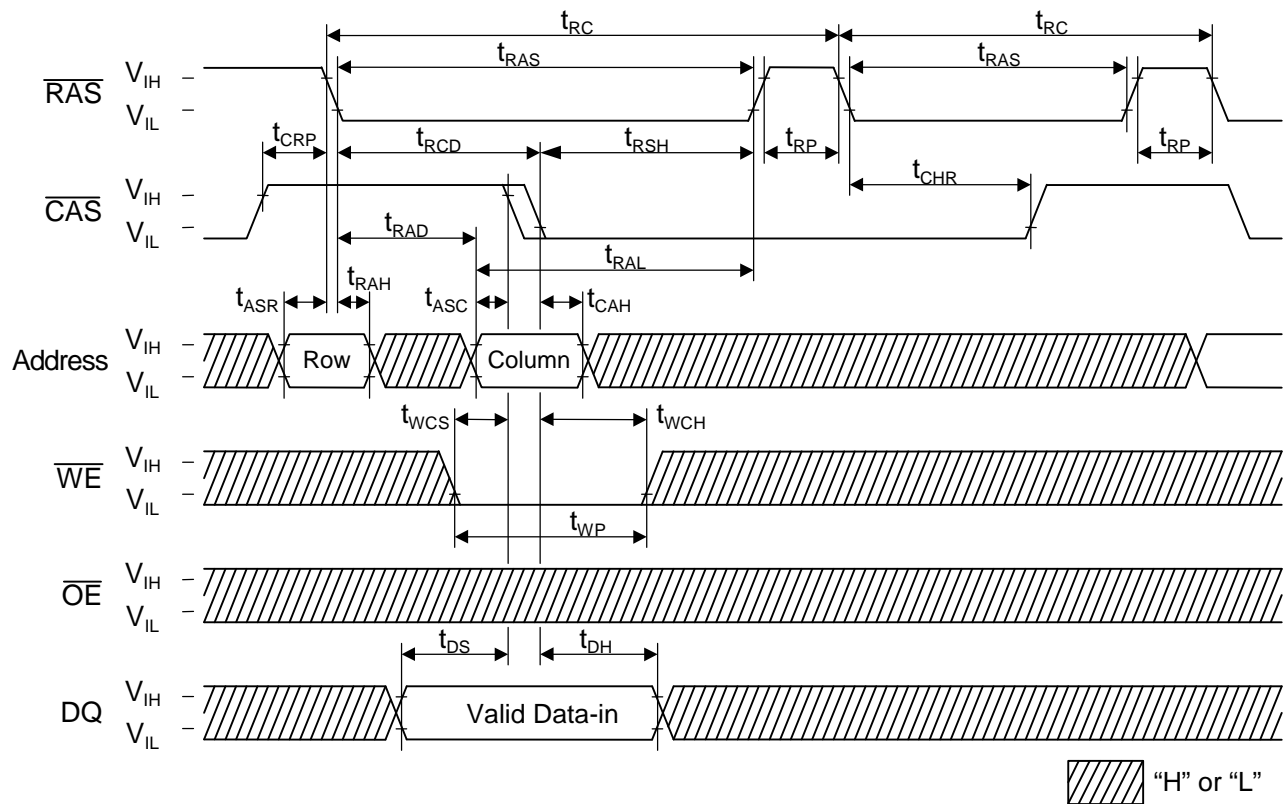 tRC tRC
tRAS tRAS
RAS VIH
VIL
tCRP tRCD tRSH tRP tRP
CAS VIH
VIL
tCHR
tRAD
tRAL
tRAH
tASR tASC tCAH
Address VIH
VIL
Row Column
tWCS tWCH
WE VIH
VIL
tWP
OE VIH
VIL
tDS tDH
DQ VIH
VIL
Valid Data-in
“H” or “L”